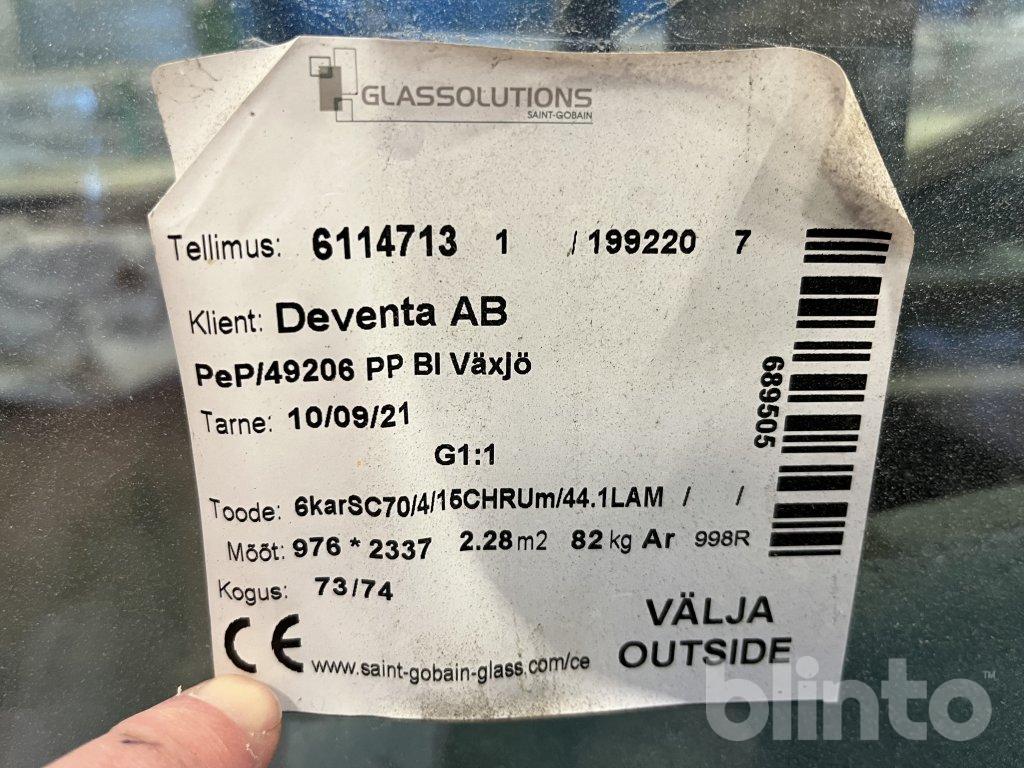 GLASSOLUTIONS
SAINT-GOBAIN
Tellimus: 6114713 1 / 199220 7
Klient: Deventa AB
PeP/49206 PP BI Växjö
Tarne: 10/09/21
G1:1
Toode: 6karSC70/4/15CHRUm/44.1LAM / /
Mõõt: 976 * 2337 2.28 m2 82 kg Ar 998R
Kogus: 73/74
689505
VÄLJA
OUTSIDE
CE www.saint-gobain-glass.com/ce
blinto™